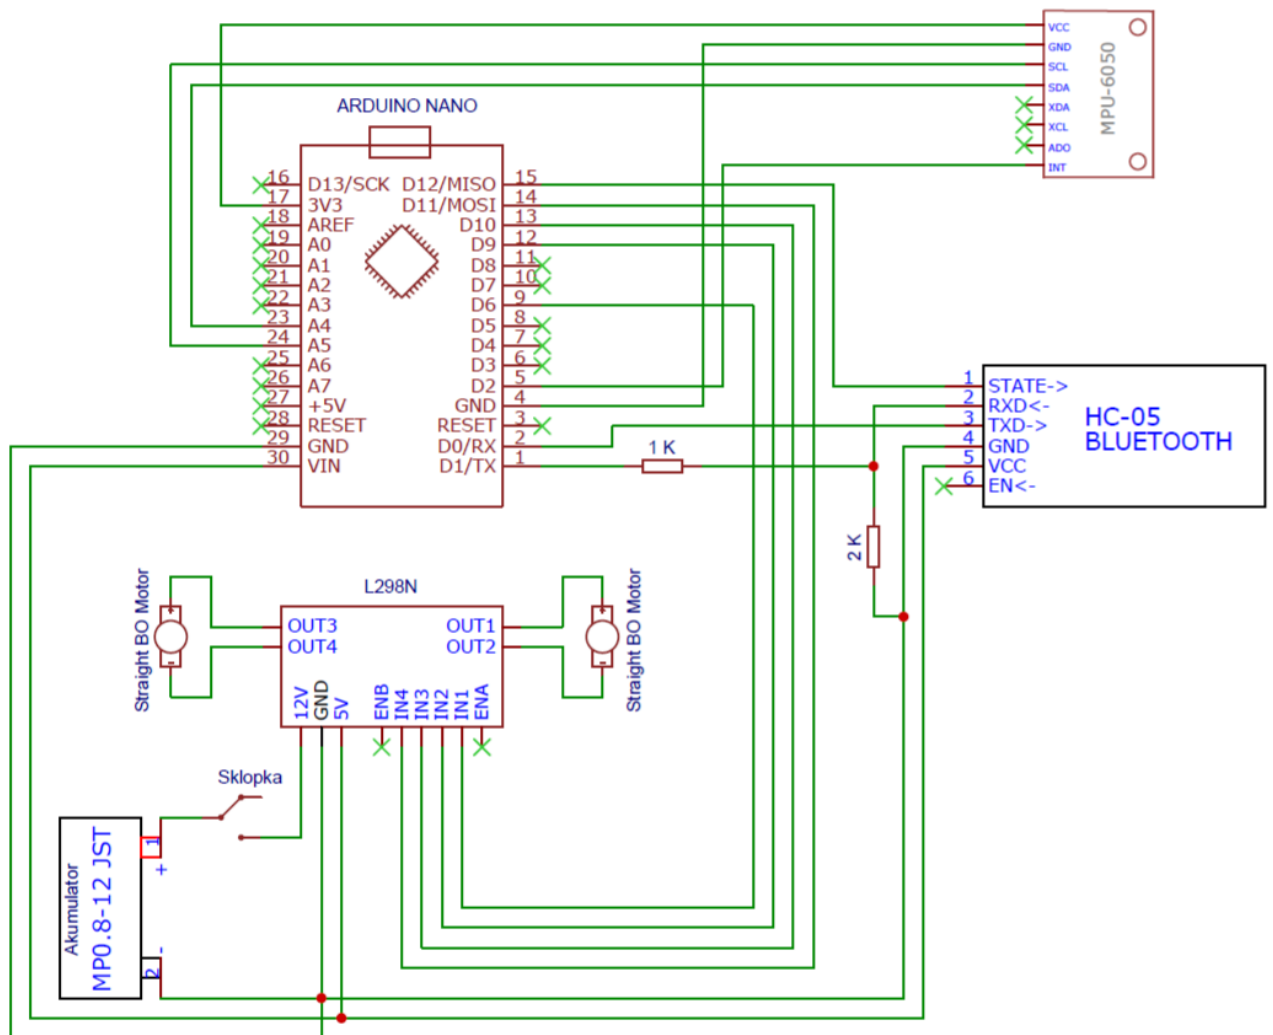 VCC
GND
SCL
SDA
XDA
XCL
ADO
INT
MPU-6050
ARDUINO NANO
16 D13/SCK D12/MISO 15
17 3V3 D11/MOSI 14
18 AREF D10 13
19 A0 D9 12
20 A1 D8 11
21 A2 D7 10
22 A3 D6 9
23 A4 D5 8
24 A5 D4 7
25 A6 D3 6
26 A7 D2 5
27 +5V GND 4
28 RESET RESET 3
29 GND D0/RX 2
30 VIN D1/TX 1
1 K
2 K
1 STATE->
2 RXD<-
3 TXD->
4 GND
5 VCC
6 EN<-
HC-05
BLUETOOTH
L298N
Straight BO Motor
+
-
OUT3 OUT1
OUT4 OUT2
Straight BO Motor
+
-
12V GND 5V ENB IN4 IN3 IN2 IN1 ENA
Sklopka
Akumulator
MP0.8-12 JST
1
+
-
2